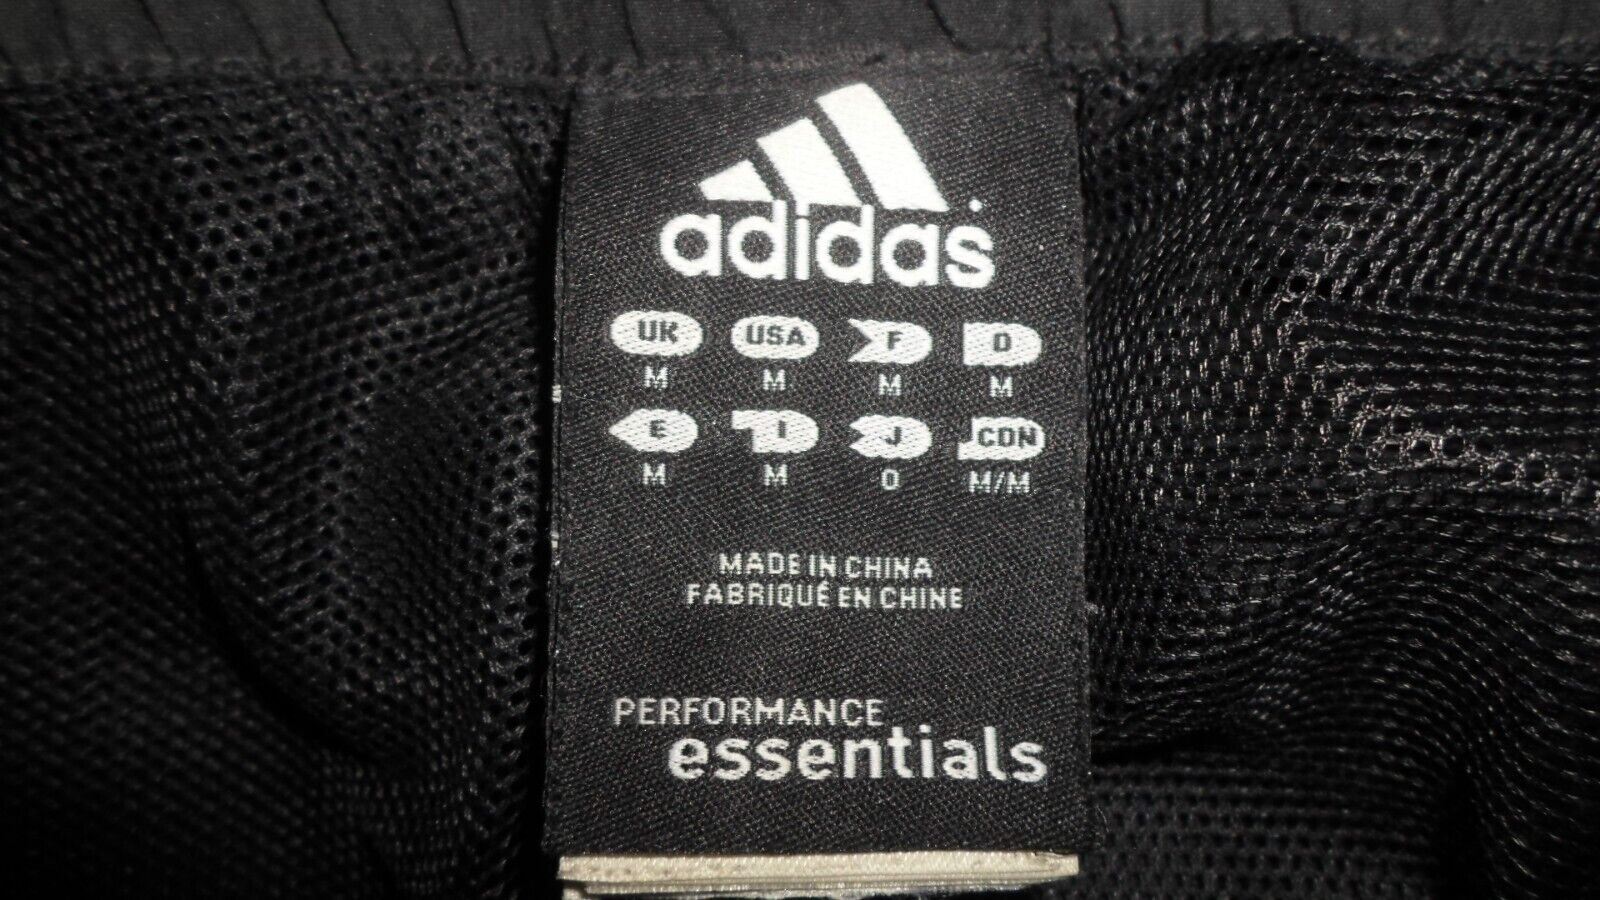 adidas
UK USA F D
M M M M
E I J CDN
M M O M/M
MADE IN CHINA
FABRIQUÉ EN CHINE
PERFORMANCE
essentials